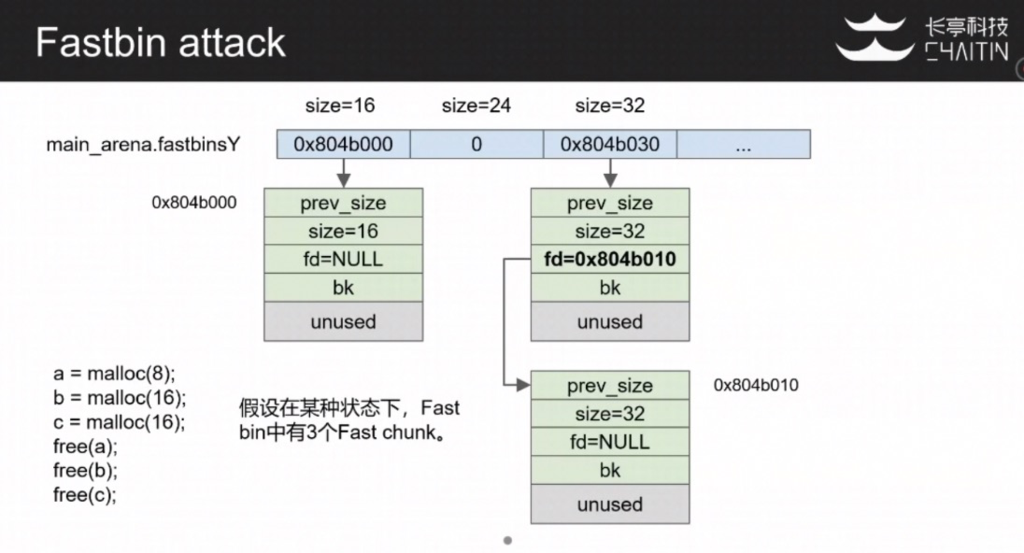 Fastbin attack
长亭科技
CHAITIN
size=16 size=24 size=32
main_arena.fastbinsY 0x804b000 0 0x804b030 ...
0x804b000
prev_size
size=16
fd=NULL
bk
unused
prev_size
size=32
fd=0x804b010
bk
unused
0x804b010
prev_size
size=32
fd=NULL
bk
unused
a = malloc(8);
b = malloc(16);
c = malloc(16);
free(a);
free(b);
free(c);
假设在某种状态下，Fast
bin中有3个Fast chunk。